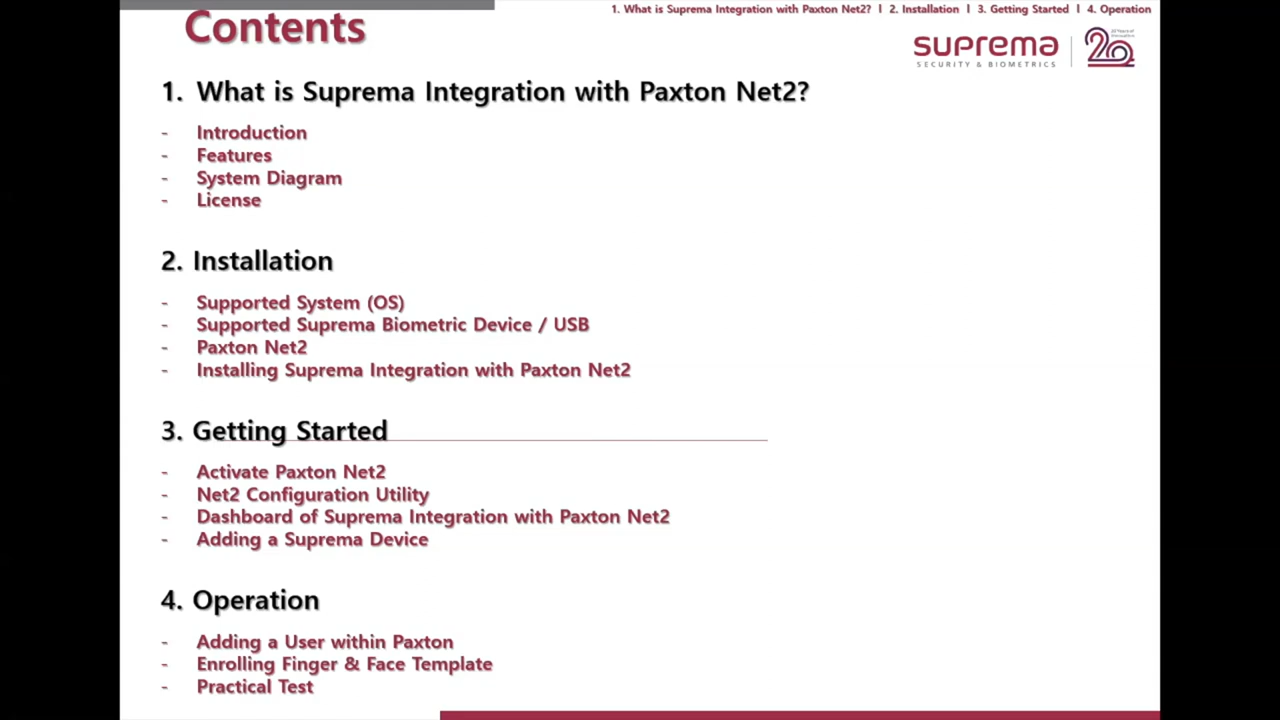 1. What is Suprema Integration with Paxton Net2? I 2. Installation I 3. Getting Started I 4. Operation
Contents
suprema
SECURITY & BIOMETRICS
20
1. What is Suprema Integration with Paxton Net2?
- Introduction
- Features
- System Diagram
- License
2. Installation
- Supported System (OS)
- Supported Suprema Biometric Device / USB
- Paxton Net2
- Installing Suprema Integration with Paxton Net2
3. Getting Started
- Activate Paxton Net2
- Net2 Configuration Utility
- Dashboard of Suprema Integration with Paxton Net2
- Adding a Suprema Device
4. Operation
- Adding a User within Paxton
- Enrolling Finger & Face Template
- Practical Test